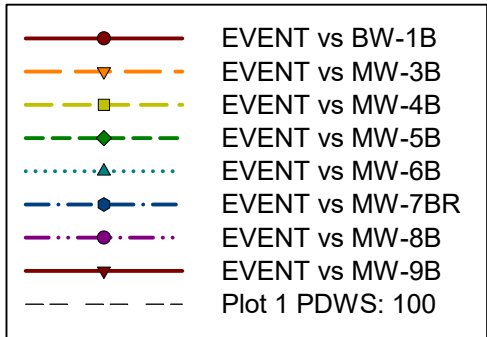 EVENT vs BW-1B
EVENT vs MW-3B
EVENT vs MW-4B
EVENT vs MW-5B
EVENT vs MW-6B
EVENT vs MW-7BR
EVENT vs MW-8B
EVENT vs MW-9B
Plot 1 PDWS: 100